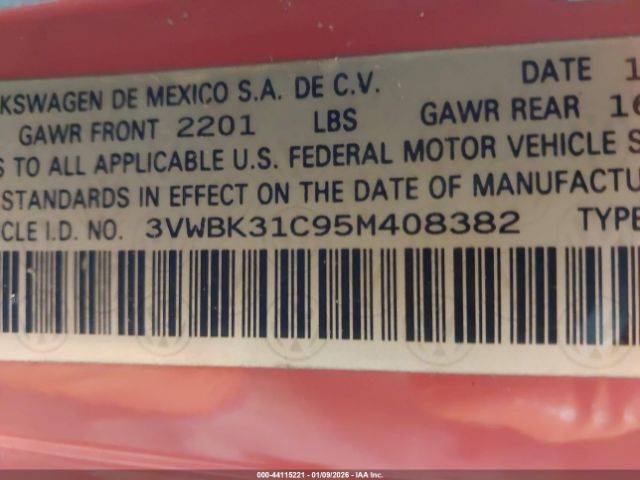 KSWAGEN DE MEXICO S.A. DE C.V. DATE 1
GAWR FRONT 2201 LBS GAWR REAR 10
S TO ALL APPLICABLE U.S. FEDERAL MOTOR VEHICLE S
STANDARDS IN EFFECT ON THE DATE OF MANUFACTU
CLE I.D. NO. 3VWBK31C95M408382 TYPE
000-44115221 - 01/09/2026 - IAA Inc.